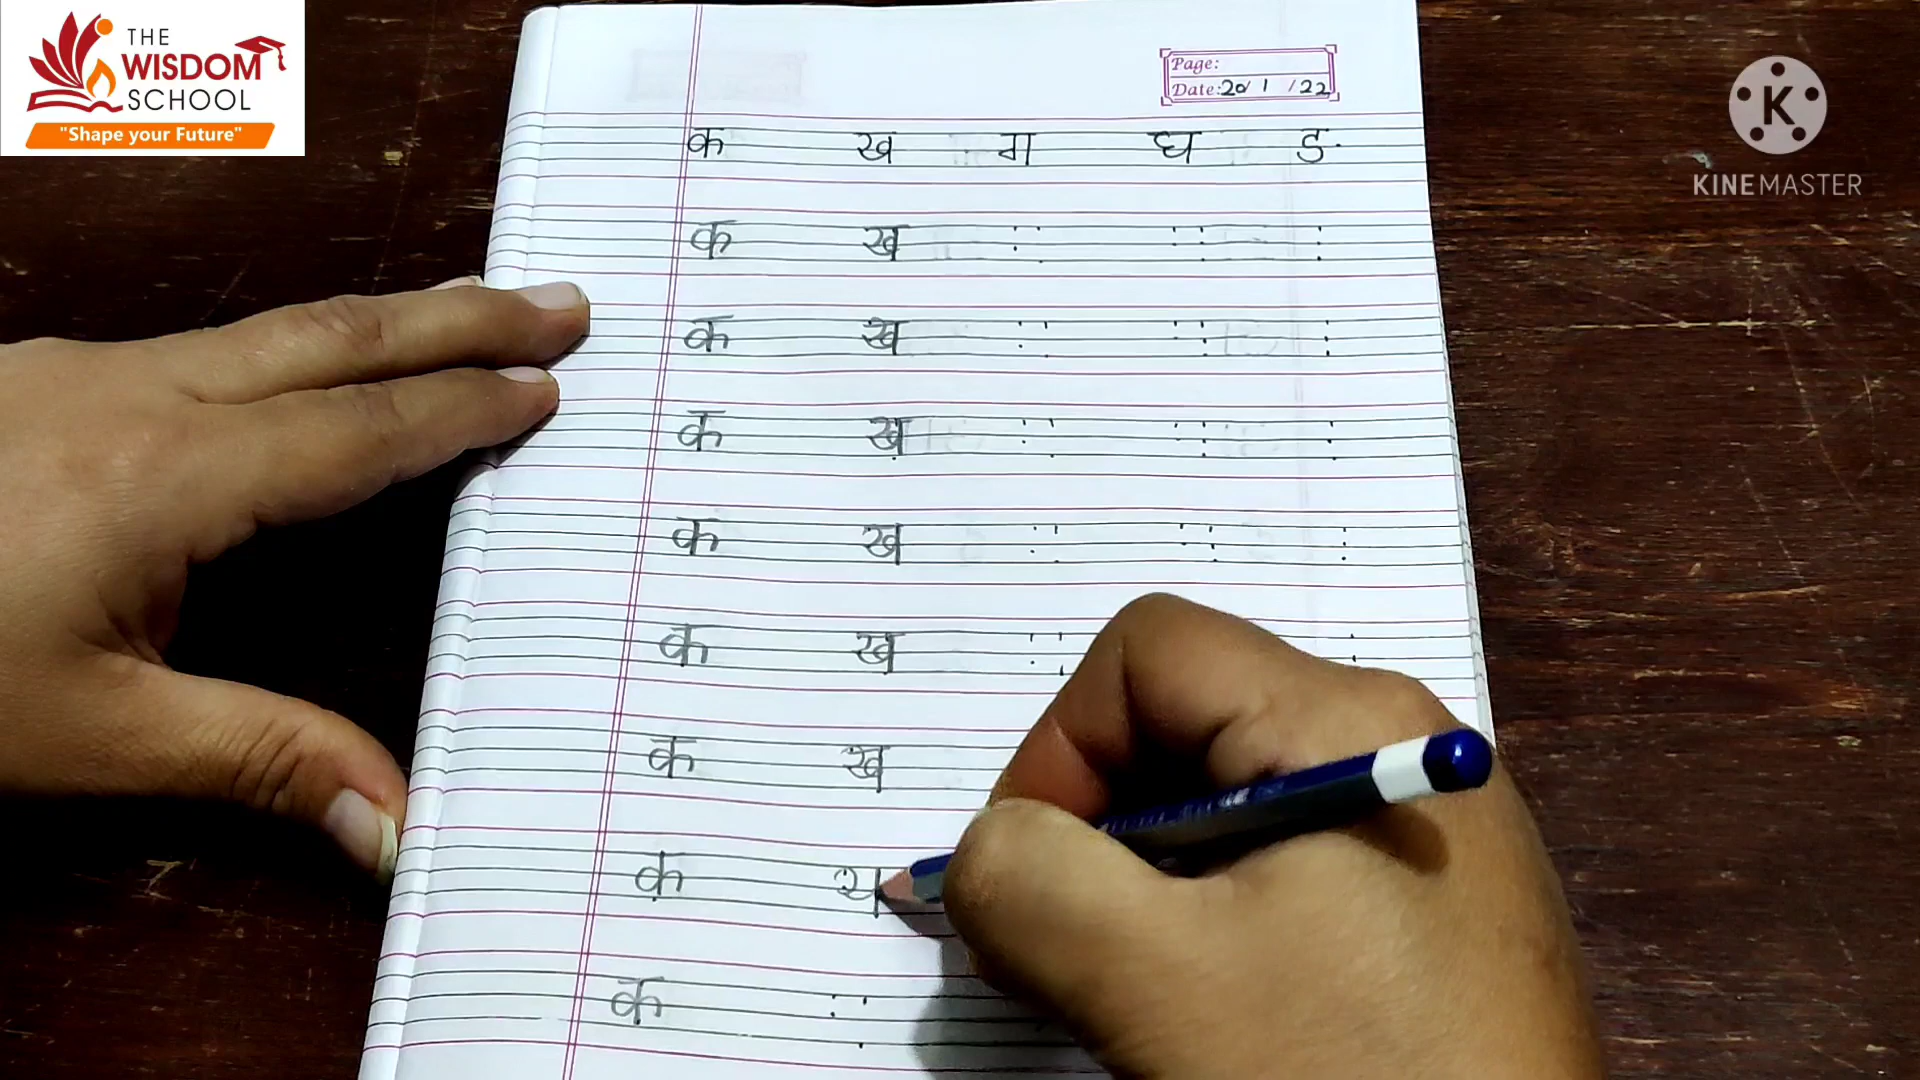 THE
WISDOM
SCHOOL
"Shape your Future"
Page:
Date: 20/1/22
K
KINEMASTER
क ख ग घ ङ
क ख
क ख
क ख
क ख
क ख
क ख
क
क